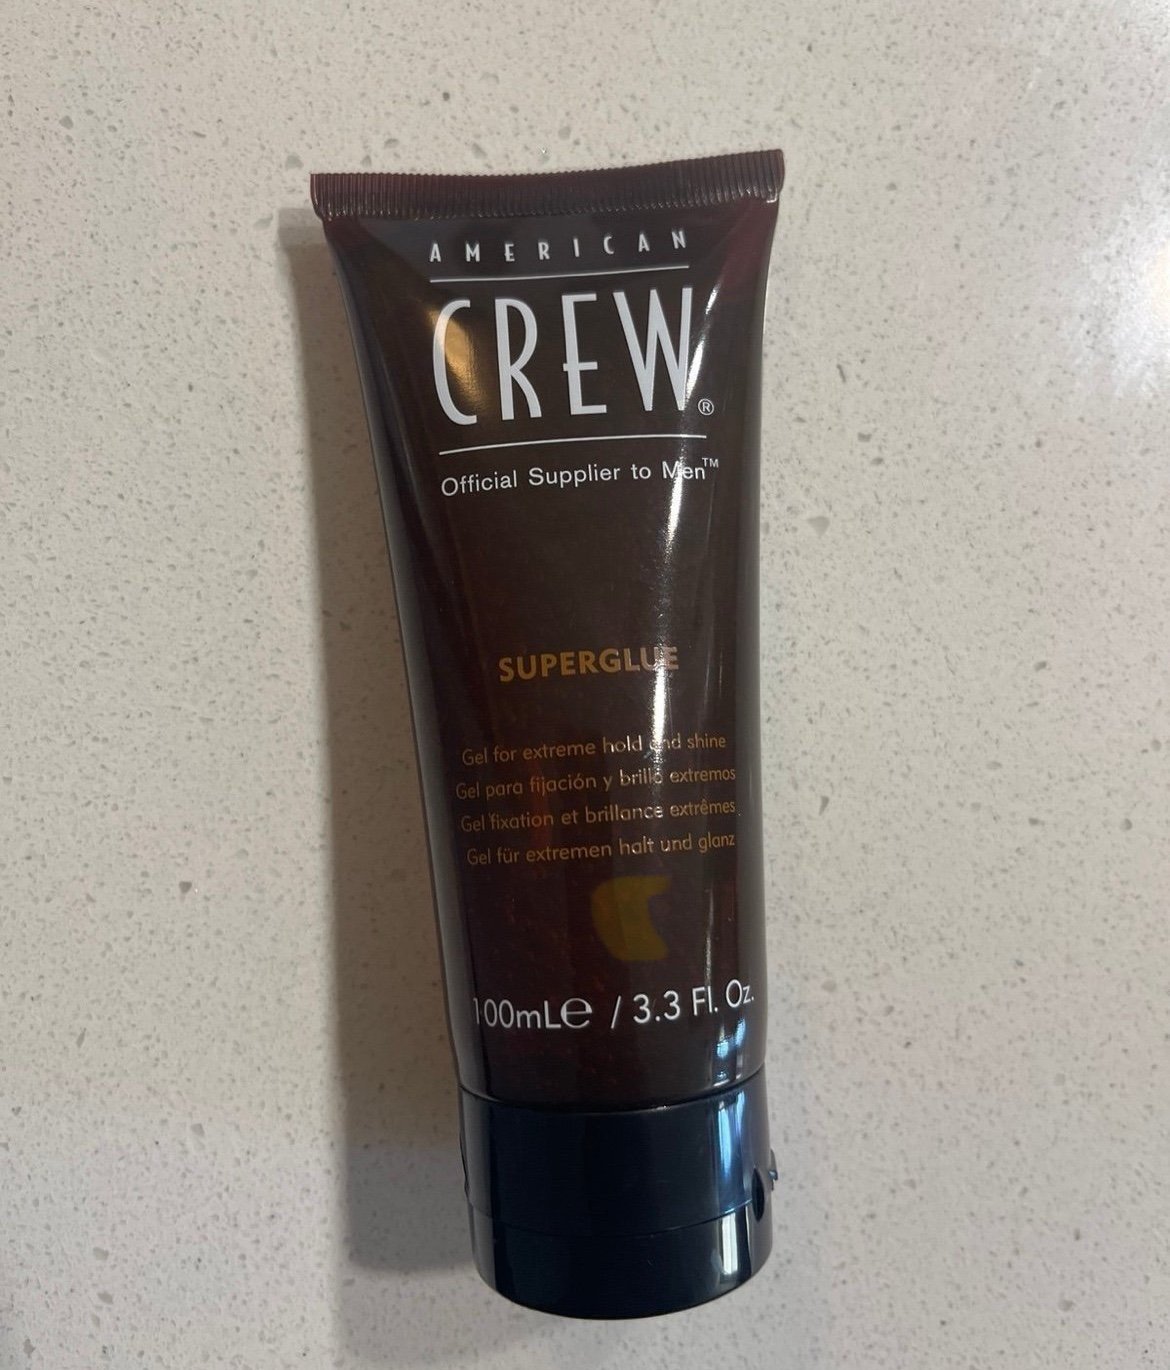 AMERICAN
CREW®
Official Supplier to Men™
SUPERGLUE
Gel for extreme hold and shine
Gel para fijación y brillo extremos
Gel fixation et brillance extrêmes
Gel für extremen halt und glanz
100mL℮ / 3.3 Fl. Oz.